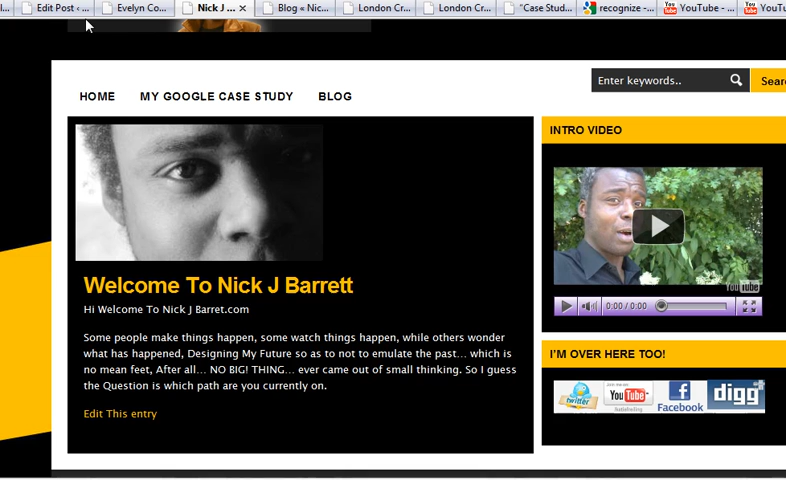 Edit Post ‹ ...
Evelyn Co...
Nick J ...
Blog « Nic...
London Cr...
London Cr...
"Case Stud...
recognize -...
YouTube - ...
YouTu
Enter keywords..
Sear
HOME
MY GOOGLE CASE STUDY
BLOG
INTRO VIDEO
YouTube
0:00 / 0:00
Welcome To Nick J Barrett
Hi Welcome To Nick J Barret.com
Some people make things happen, some watch things happen, while others wonder
what has happened, Designing My Future so as to not to emulate the past... which is
no mean feet, After all... NO BIG! THING... ever came out of small thinking. So I guess
the Question is which path are you currently on.
Edit This entry
I'M OVER HERE TOO!
twitter
YouTube
Facebook
digg